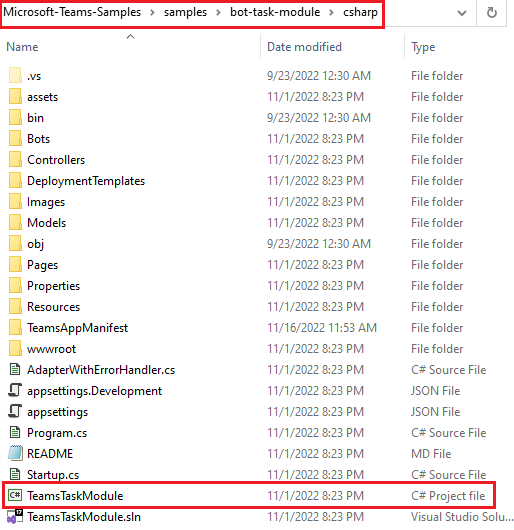 Microsoft-Teams-Samples > samples > bot-task-module > csharp
Name Date modified Type
.vs 9/23/2022 12:30 AM File folder
assets 11/1/2022 8:23 PM File folder
bin 9/23/2022 12:30 AM File folder
Bots 11/1/2022 8:23 PM File folder
Controllers 11/1/2022 8:23 PM File folder
DeploymentTemplates 11/1/2022 8:23 PM File folder
Images 11/1/2022 8:23 PM File folder
Models 11/1/2022 8:23 PM File folder
obj 9/23/2022 12:30 AM File folder
Pages 11/1/2022 8:23 PM File folder
Properties 11/1/2022 8:23 PM File folder
Resources 11/1/2022 8:23 PM File folder
TeamsAppManifest 11/16/2022 11:53 AM File folder
wwwroot 11/1/2022 8:23 PM File folder
AdapterWithErrorHandler.cs 11/1/2022 8:23 PM C# Source File
appsettings.Development 11/1/2022 8:23 PM JSON File
appsettings 11/1/2022 8:23 PM JSON File
Program.cs 11/1/2022 8:23 PM C# Source File
README 11/1/2022 8:23 PM MD File
Startup.cs 11/1/2022 8:23 PM C# Source File
C# TeamsTaskModule 11/1/2022 8:23 PM C# Project file
17 TeamsTaskModule.sln 11/1/2022 8:23 PM Visual Studio Solu...